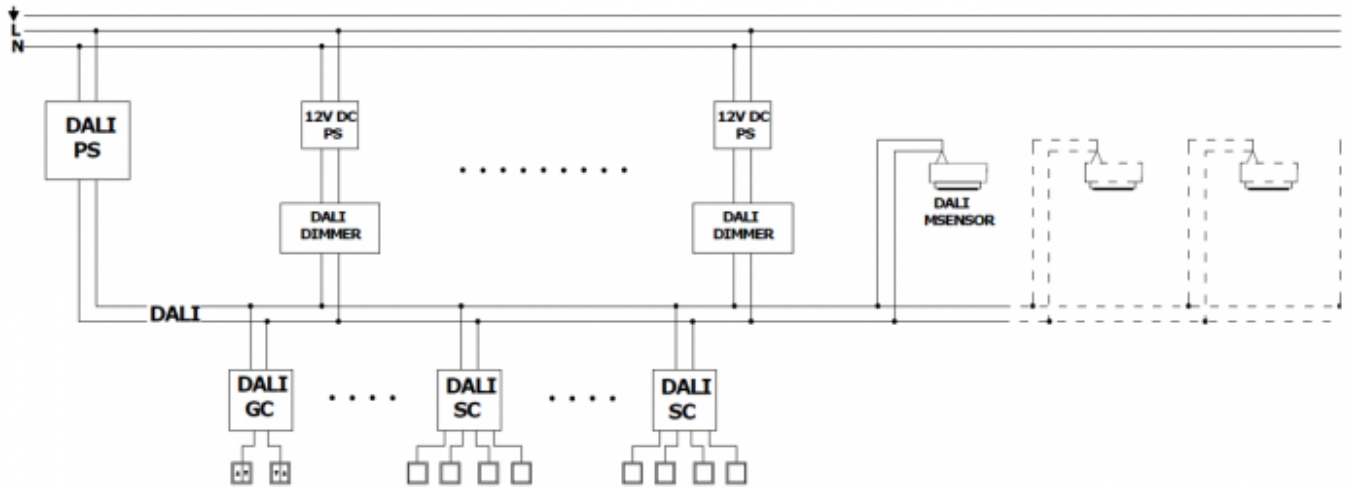 L
N
DALI
PS
12V DC
PS
12V DC
PS
DALI
DIMMER
DALI
DIMMER
DALI
MSENSOR
DALI
DALI
GC
DALI
SC
DALI
SC